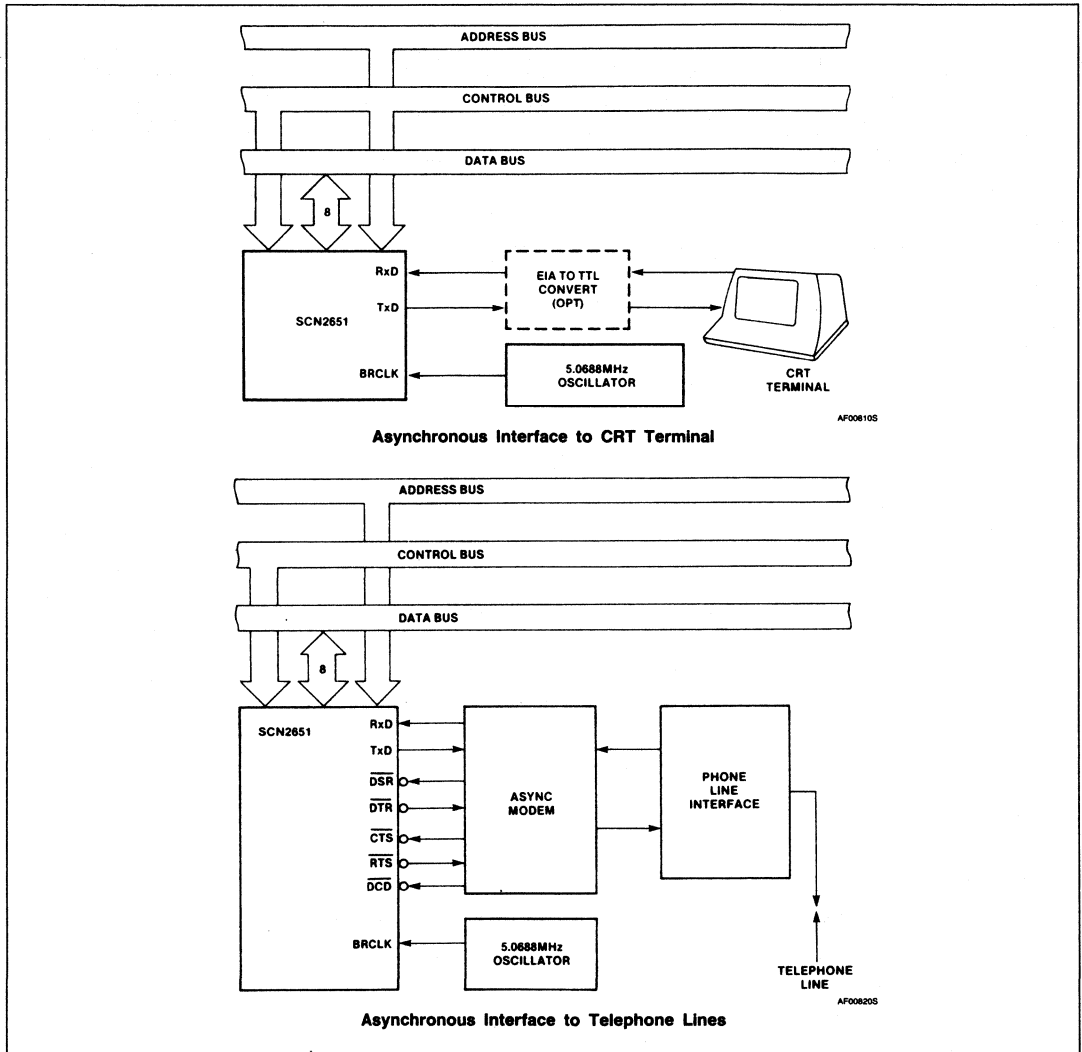 ADDRESS BUS
CONTROL BUS
DATA BUS
8
RxD
TxD
SCN2651
BRCLK
EIA TO TTL
CONVERT
(OPT)
5.0688MHz
OSCILLATOR
CRT
TERMINAL
AF00810S
Asynchronous Interface to CRT Terminal
ADDRESS BUS
CONTROL BUS
DATA BUS
8
SCN2651
RxD
TxD
DSR
DTR
CTS
RTS
DCD
BRCLK
ASYNC
MODEM
PHONE
LINE
INTERFACE
5.0688MHz
OSCILLATOR
TELEPHONE
LINE
AF00820S
Asynchronous Interface to Telephone Lines